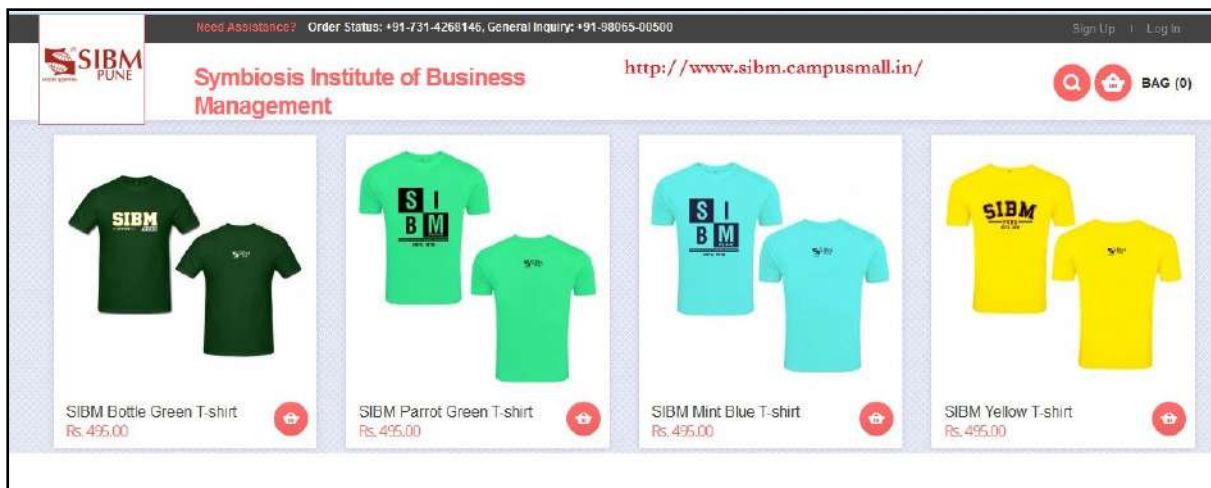 Need Assistance? Order Status: +91-731-4268146, General Inquiry: +91-98065-00500
Sign Up | Log In
SIBM
PUNE
Symbiosis Institute of Business
Management
http://www.sibm.campusmall.in/
BAG (0)
SIBM
S I
B M
S I
B M
SIBM
SIBM Bottle Green T-shirt
Rs. 495.00
SIBM Parrot Green T-shirt
Rs. 495.00
SIBM Mint Blue T-shirt
Rs. 495.00
SIBM Yellow T-shirt
Rs. 495.00